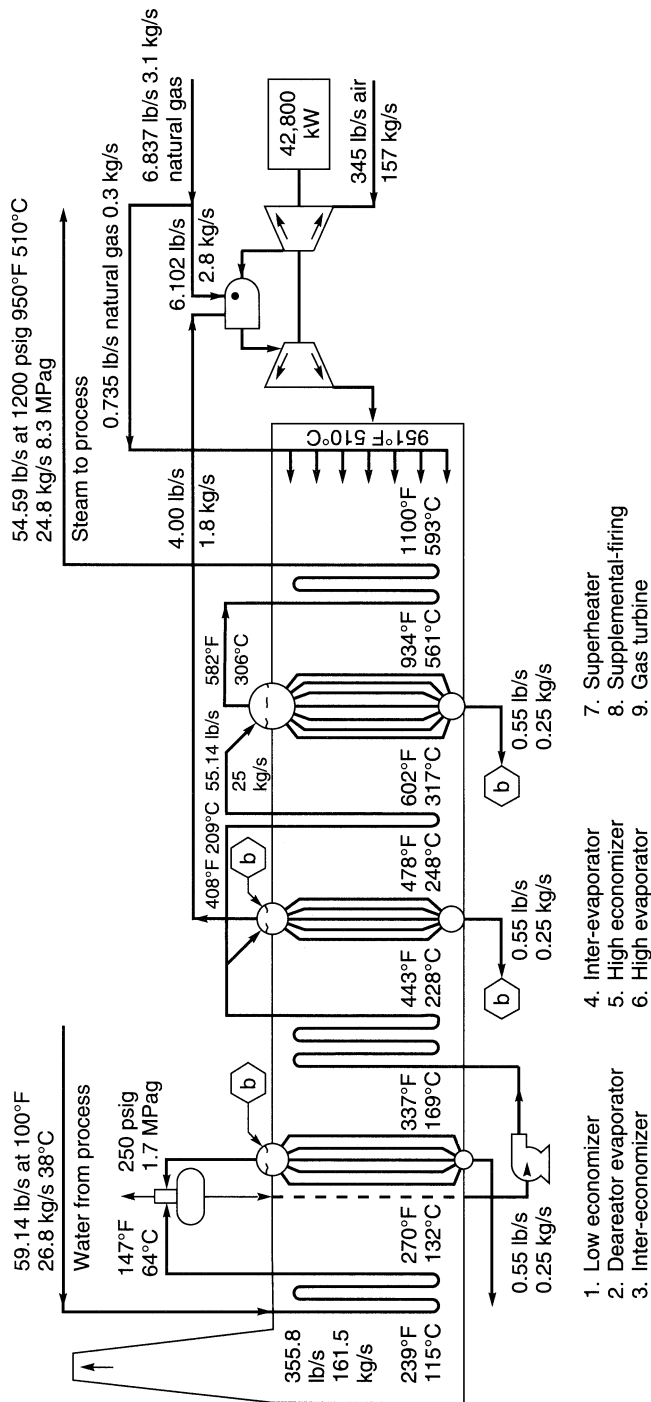 54.59 lb/s at 1200 psig 950°F 510°C
24.8 kg/s 8.3 MPag
Steam to process
0.735 lb/s natural gas 0.3 kg/s
6.837 lb/s 3.1 kg/s
natural gas
6.102 lb/s
2.8 kg/s
42,800
kW
345 lb/s air
157 kg/s
4.00 lb/s
1.8 kg/s
951°F 510°C
1100°F
593°C
582°F
306°C
934°F
561°C
55.14 lb/s
25
kg/s
602°F
317°C
0.55 lb/s
0.25 kg/s
b
408°F 209°C
b
478°F
248°C
443°F
228°C
0.55 lb/s
0.25 kg/s
b
59.14 lb/s at 100°F
26.8 kg/s 38°C
Water from process
250 psig
1.7 MPag
b
147°F
64°C
337°F
169°C
270°F
132°C
0.55 lb/s
0.25 kg/s
355.8
lb/s
161.5
kg/s
239°F
115°C
1. Low economizer
2. Deareator evaporator
3. Inter-economizer
4. Inter-evaporator
5. High economizer
6. High evaporator
7. Superheater
8. Supplemental-firing
9. Gas turbine